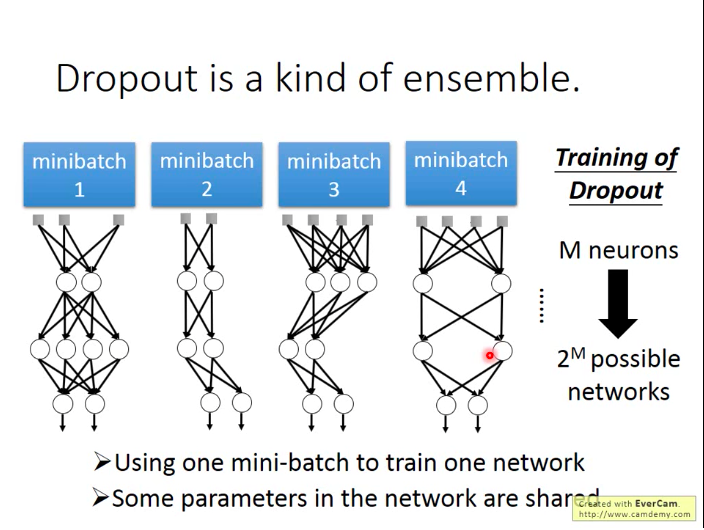 Dropout is a kind of ensemble.
minibatch
1
minibatch
2
minibatch
3
minibatch
4
Training of
Dropout
M neurons
......
2^M possible
networks
➢Using one mini-batch to train one network
➢Some parameters in the network are shared
Created with EverCam.
http://www.camdemy.com